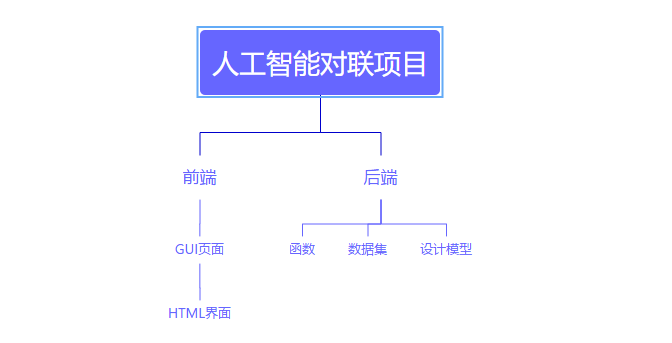 人工智能对联项目
前端
后端
GUI页面
函数
数据集
设计模型
HTML界面